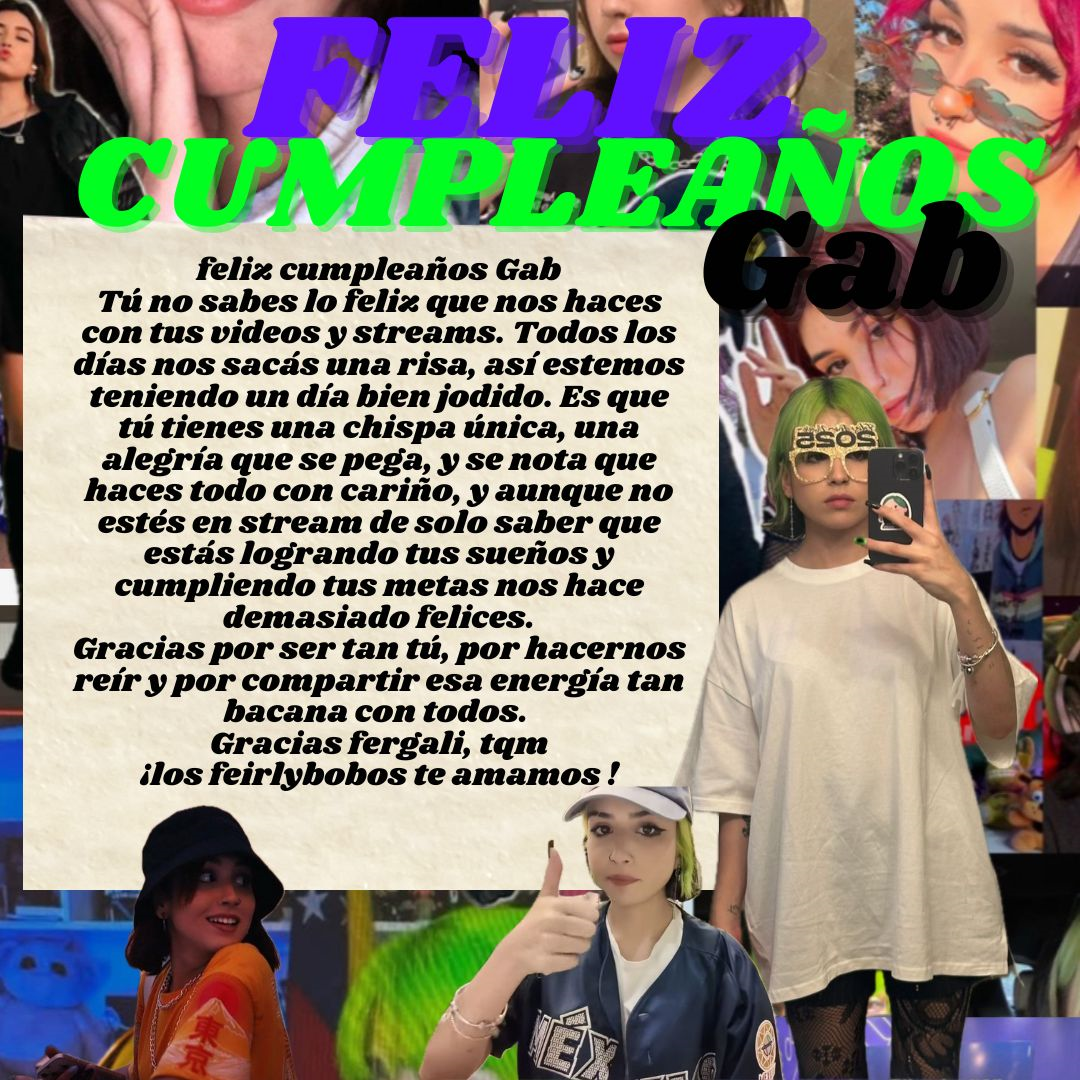 FELIZ
CUMPLEAÑOS
Gab
feliz cumpleaños Gab
Tú no sabes lo feliz que nos haces
con tus videos y streams. Todos los
días nos sacás una risa, así estemos
teniendo un día bien jodido. Es que
tú tienes una chispa única, una
alegría que se pega, y se nota que
haces todo con cariño, y aunque no
estés en stream de solo saber que
estás logrando tus sueños y
cumpliendo tus metas nos hace
demasiado felices.
Gracias por ser tan tú, por hacernos
reír y por compartir esa energía tan
bacana con todos.
Gracias fergali, tqm
¡los feirlybobos te amamos !
2025
MÉX
東京